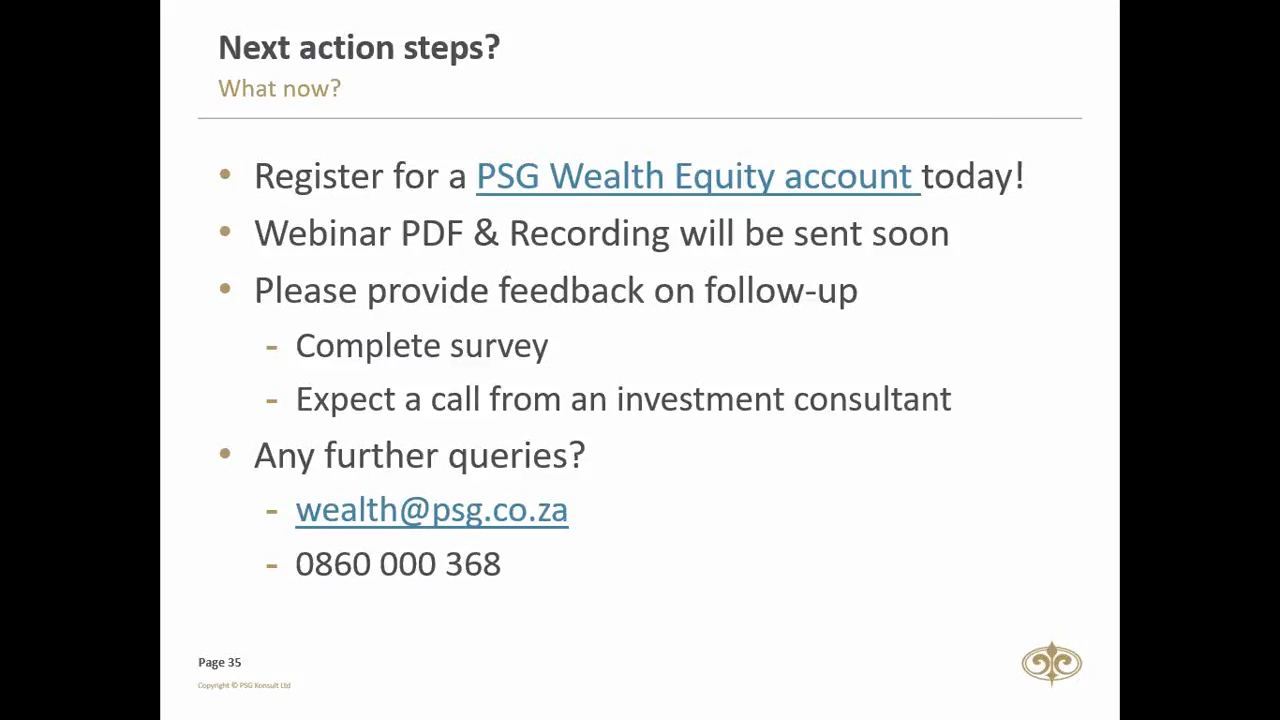 Next action steps?
What now?
• Register for a PSG Wealth Equity account today!
• Webinar PDF & Recording will be sent soon
• Please provide feedback on follow-up
- Complete survey
- Expect a call from an investment consultant
• Any further queries?
- wealth@psg.co.za
- 0860 000 368
Page 35
Copyright © PSG Konsult Ltd